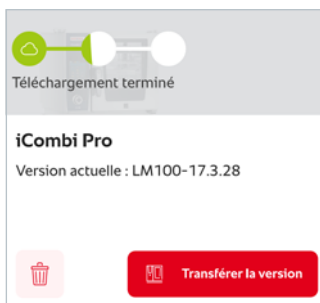 Téléchargement terminé
iCombi Pro
Version actuelle : LM100-17.3.28
Transférer la version